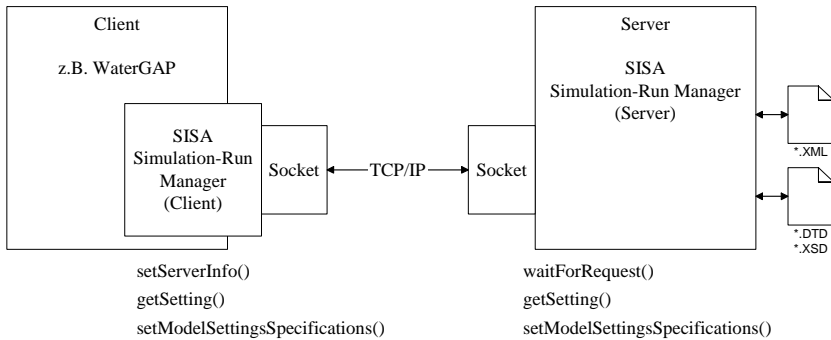 Client
z.B. WaterGAP
SISA
Simulation-Run
Manager
(Client)
Socket
TCP/IP
Socket
Server
SISA
Simulation-Run Manager
(Server)
*.XML
*.DTD
*.XSD
setServerInfo()
getSetting()
setModelSettingsSpecifications()
waitForRequest()
getSetting()
setModelSettingsSpecifications()